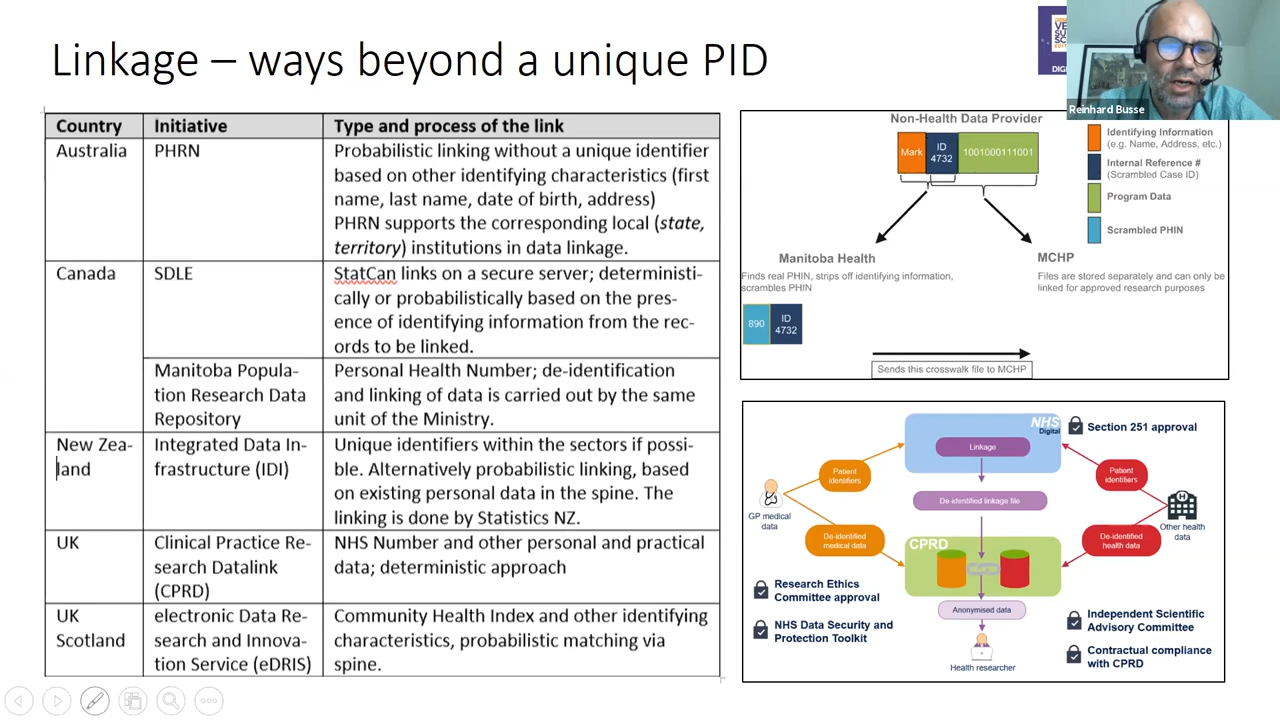 Linkage – ways beyond a unique PID
VE
SU
SC
DIGI
Reinhard Busse
Country
Initiative
Type and process of the link
Australia
PHRN
Probabilistic linking without a unique identifier
based on other identifying characteristics (first
name, last name, date of birth, address)
PHRN supports the corresponding local (state,
territory) institutions in data linkage.
Canada
SDLE
StatCan links on a secure server; deterministi-
cally or probabilistically based on the pres-
ence of identifying information from the rec-
ords to be linked.
Manitoba Popula-
tion Research Data
Repository
Personal Health Number; de-identification
and linking of data is carried out by the same
unit of the Ministry.
New Zea-
land
Integrated Data In-
frastructure (IDI)
Unique identifiers within the sectors if possi-
ble. Alternatively probabilistic linking, based
on existing personal data in the spine. The
linking is done by Statistics NZ.
UK
Clinical Practice Re-
search Datalink
(CPRD)
NHS Number and other personal and practical
data; deterministic approach
UK
Scotland
electronic Data Re-
search and Innova-
tion Service (eDRIS)
Community Health Index and other identifying
characteristics, probabilistic matching via
spine.
Non-Health Data Provider
Mark
ID
4732
1001000111001
Identifying Information
(e.g. Name, Address, etc.)
Internal Reference #
(Scrambled Case ID)
Program Data
Scrambled PHIN
Manitoba Health
Finds real PHIN, strips off identifying information,
scrambles PHIN
MCHP
Files are stored separately and can only be
linked for approved research purposes
890
ID
4732
Sends this crosswalk file to MCHP
NHS
Digital
Linkage
Section 251 approval
Patient
identifiers
Patient
identifiers
De-identified linkage file
GP medical
data
Other health
data
De-identified
medical data
De-identified
health data
CPRD
Research Ethics
Committee approval
Anonymised data
NHS Data Security and
Protection Toolkit
Independent Scientific
Advisory Committee
Contractual compliance
with CPRD
Health researcher